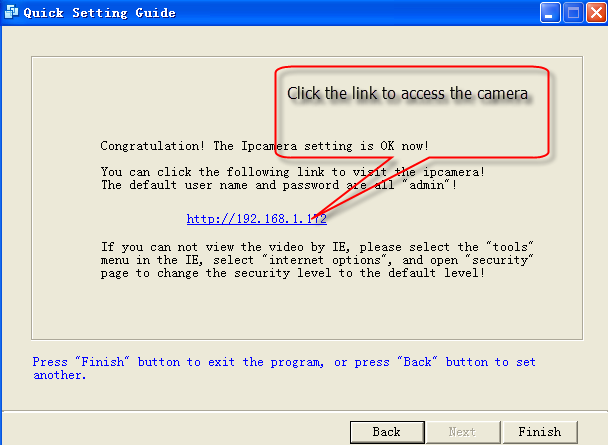 Quick Setting Guide
Click the link to access the camera
Congratulation! The Ipcamera setting is OK now!
You can click the following link to visit the ipcamera!
The default user name and password are all "admin"!
http://192.168.1.172
If you can not view the video by IE, please select the "tools"
menu in the IE, select "internet options", and open "security"
page to change the security level to the default level!
Press "Finish" button to exit the program, or press "Back" button to set
another.
Back
Next
Finish